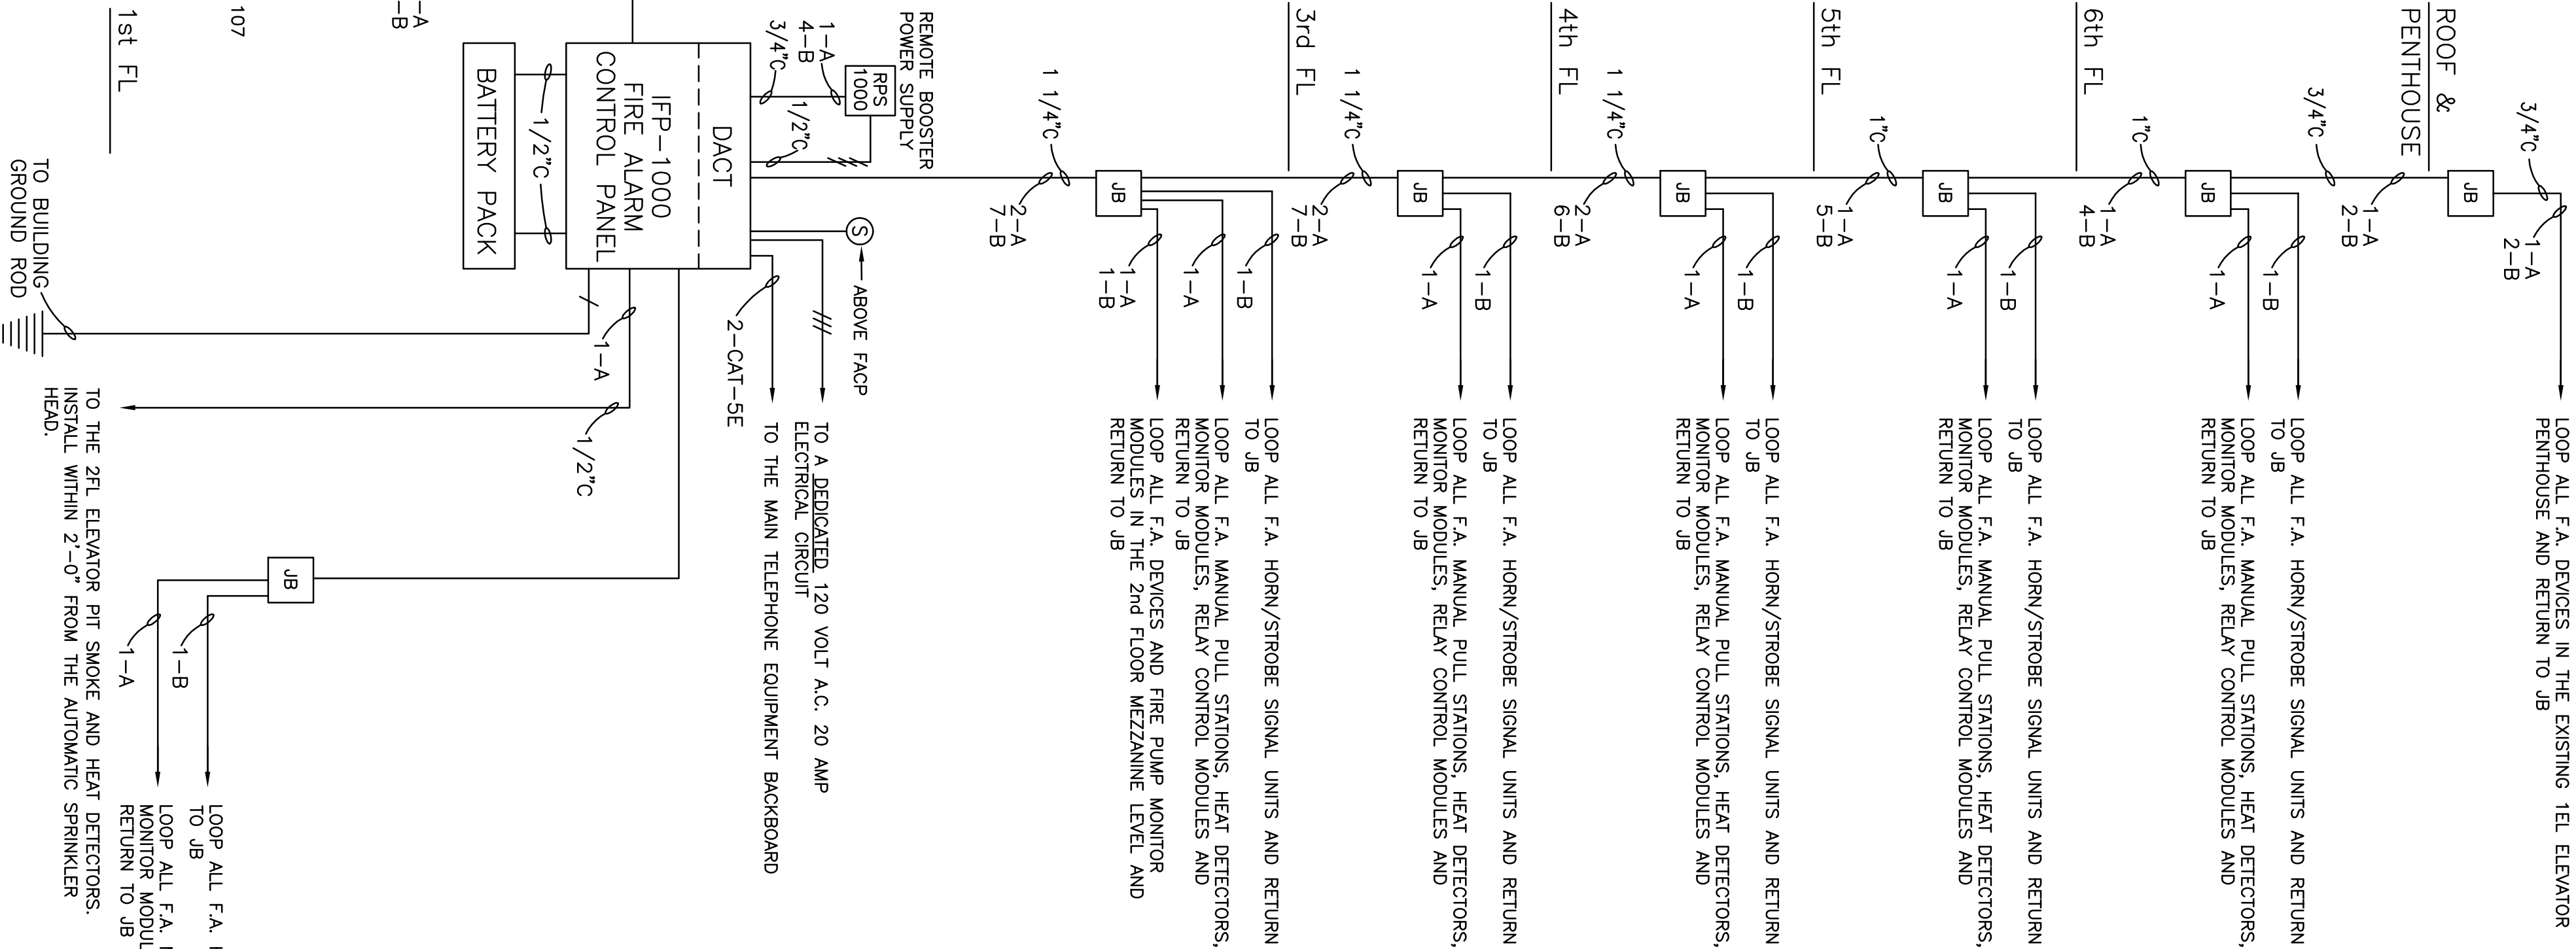 ROOF &
PENTHOUSE
3/4"C
1-A
2-B
JB
LOOP ALL F.A. DEVICES IN THE EXISTING 1EL ELEVATOR
PENTHOUSE AND RETURN TO JB
3/4"C
1-A
2-B
6th FL
1"C
1-A
4-B
JB
1-B
1-A
LOOP ALL F.A. HORN/STROBE SIGNAL UNITS AND RETURN
TO JB
LOOP ALL F.A. MANUAL PULL STATIONS, HEAT DETECTORS,
MONITOR MODULES, RELAY CONTROL MODULES AND
RETURN TO JB
5th FL
1"C
1-A
5-B
JB
1-B
1-A
LOOP ALL F.A. HORN/STROBE SIGNAL UNITS AND RETURN
TO JB
LOOP ALL F.A. MANUAL PULL STATIONS, HEAT DETECTORS,
MONITOR MODULES, RELAY CONTROL MODULES AND
RETURN TO JB
4th FL
1 1/4"C
2-A
6-B
JB
1-B
1-A
LOOP ALL F.A. HORN/STROBE SIGNAL UNITS AND RETURN
TO JB
LOOP ALL F.A. MANUAL PULL STATIONS, HEAT DETECTORS,
MONITOR MODULES, RELAY CONTROL MODULES AND
RETURN TO JB
3rd FL
1 1/4"C
2-A
7-B
JB
1-B
1-A
LOOP ALL F.A. HORN/STROBE SIGNAL UNITS AND RETURN
TO JB
LOOP ALL F.A. MANUAL PULL STATIONS, HEAT DETECTORS,
MONITOR MODULES, RELAY CONTROL MODULES AND
RETURN TO JB
1 1/4"C
2-A
7-B
JB
1-B
1-A
1-A
1-B
LOOP ALL F.A. HORN/STROBE SIGNAL UNITS AND RETURN
TO JB
LOOP ALL F.A. MANUAL PULL STATIONS, HEAT DETECTORS,
MONITOR MODULES, RELAY CONTROL MODULES AND
RETURN TO JB
LOOP ALL F.A. DEVICES AND FIRE PUMP MONITOR
MODULES IN THE 2nd FLOOR MEZZANINE LEVEL AND
RETURN TO JB
REMOTE BOOSTER
POWER SUPPLY
RPS
1000
1-A
4-B
3/4"C
1/2"C
S
ABOVE FACP
TO A DEDICATED 120 VOLT A.C. 20 AMP
ELECTRICAL CIRCUIT
2-CAT-5E
TO THE MAIN TELEPHONE EQUIPMENT BACKBOARD
DACT
IFP-1000
FIRE ALARM
CONTROL PANEL
1/2"C
BATTERY PACK
1-A
1/2"C
-A
-B
107
1st FL
TO BUILDING
GROUND ROD
TO THE 2FL ELEVATOR PIT SMOKE AND HEAT DETECTORS.
INSTALL WITHIN 2'-0" FROM THE AUTOMATIC SPRINKLER
HEAD.
JB
1-B
1-A
LOOP ALL F.A.
TO JB
LOOP ALL F.A.
MONITOR MODUL
RETURN TO JB